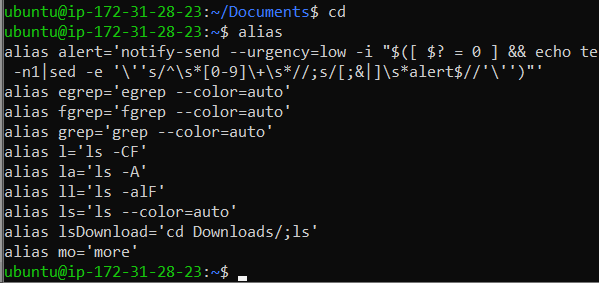 ubuntu@ip-172-31-28-23:~/Documents$ cd
ubuntu@ip-172-31-28-23:~$ alias
alias alert='notify-send --urgency=low -i "$([ $? = 0 ] && echo te
 -n1|sed -e '\''s/^\s*[0-9]\+\s*//;s/[;&|]\s*alert$//'\'')"'
alias egrep='egrep --color=auto'
alias fgrep='fgrep --color=auto'
alias grep='grep --color=auto'
alias l='ls -CF'
alias la='ls -A'
alias ll='ls -alF'
alias ls='ls --color=auto'
alias lsDownload='cd Downloads/;ls'
alias mo='more'
ubuntu@ip-172-31-28-23:~$